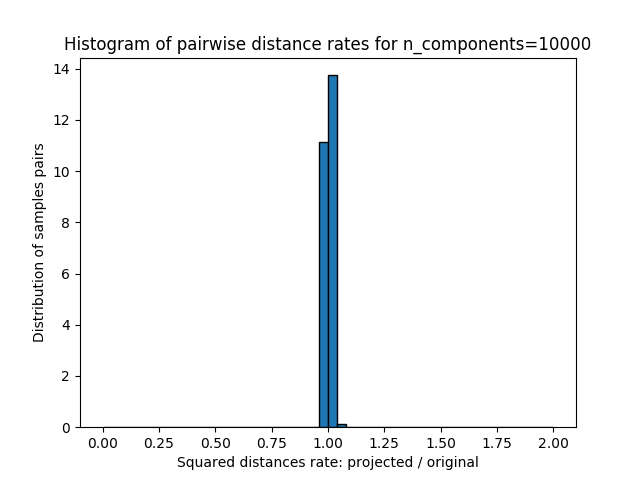 Histogram of pairwise distance rates for n_components=10000
14
12
10
8
6
4
2
0
Distribution of samples pairs
0.00 0.25 0.50 0.75 1.00 1.25 1.50 1.75 2.00
Squared distances rate: projected / original